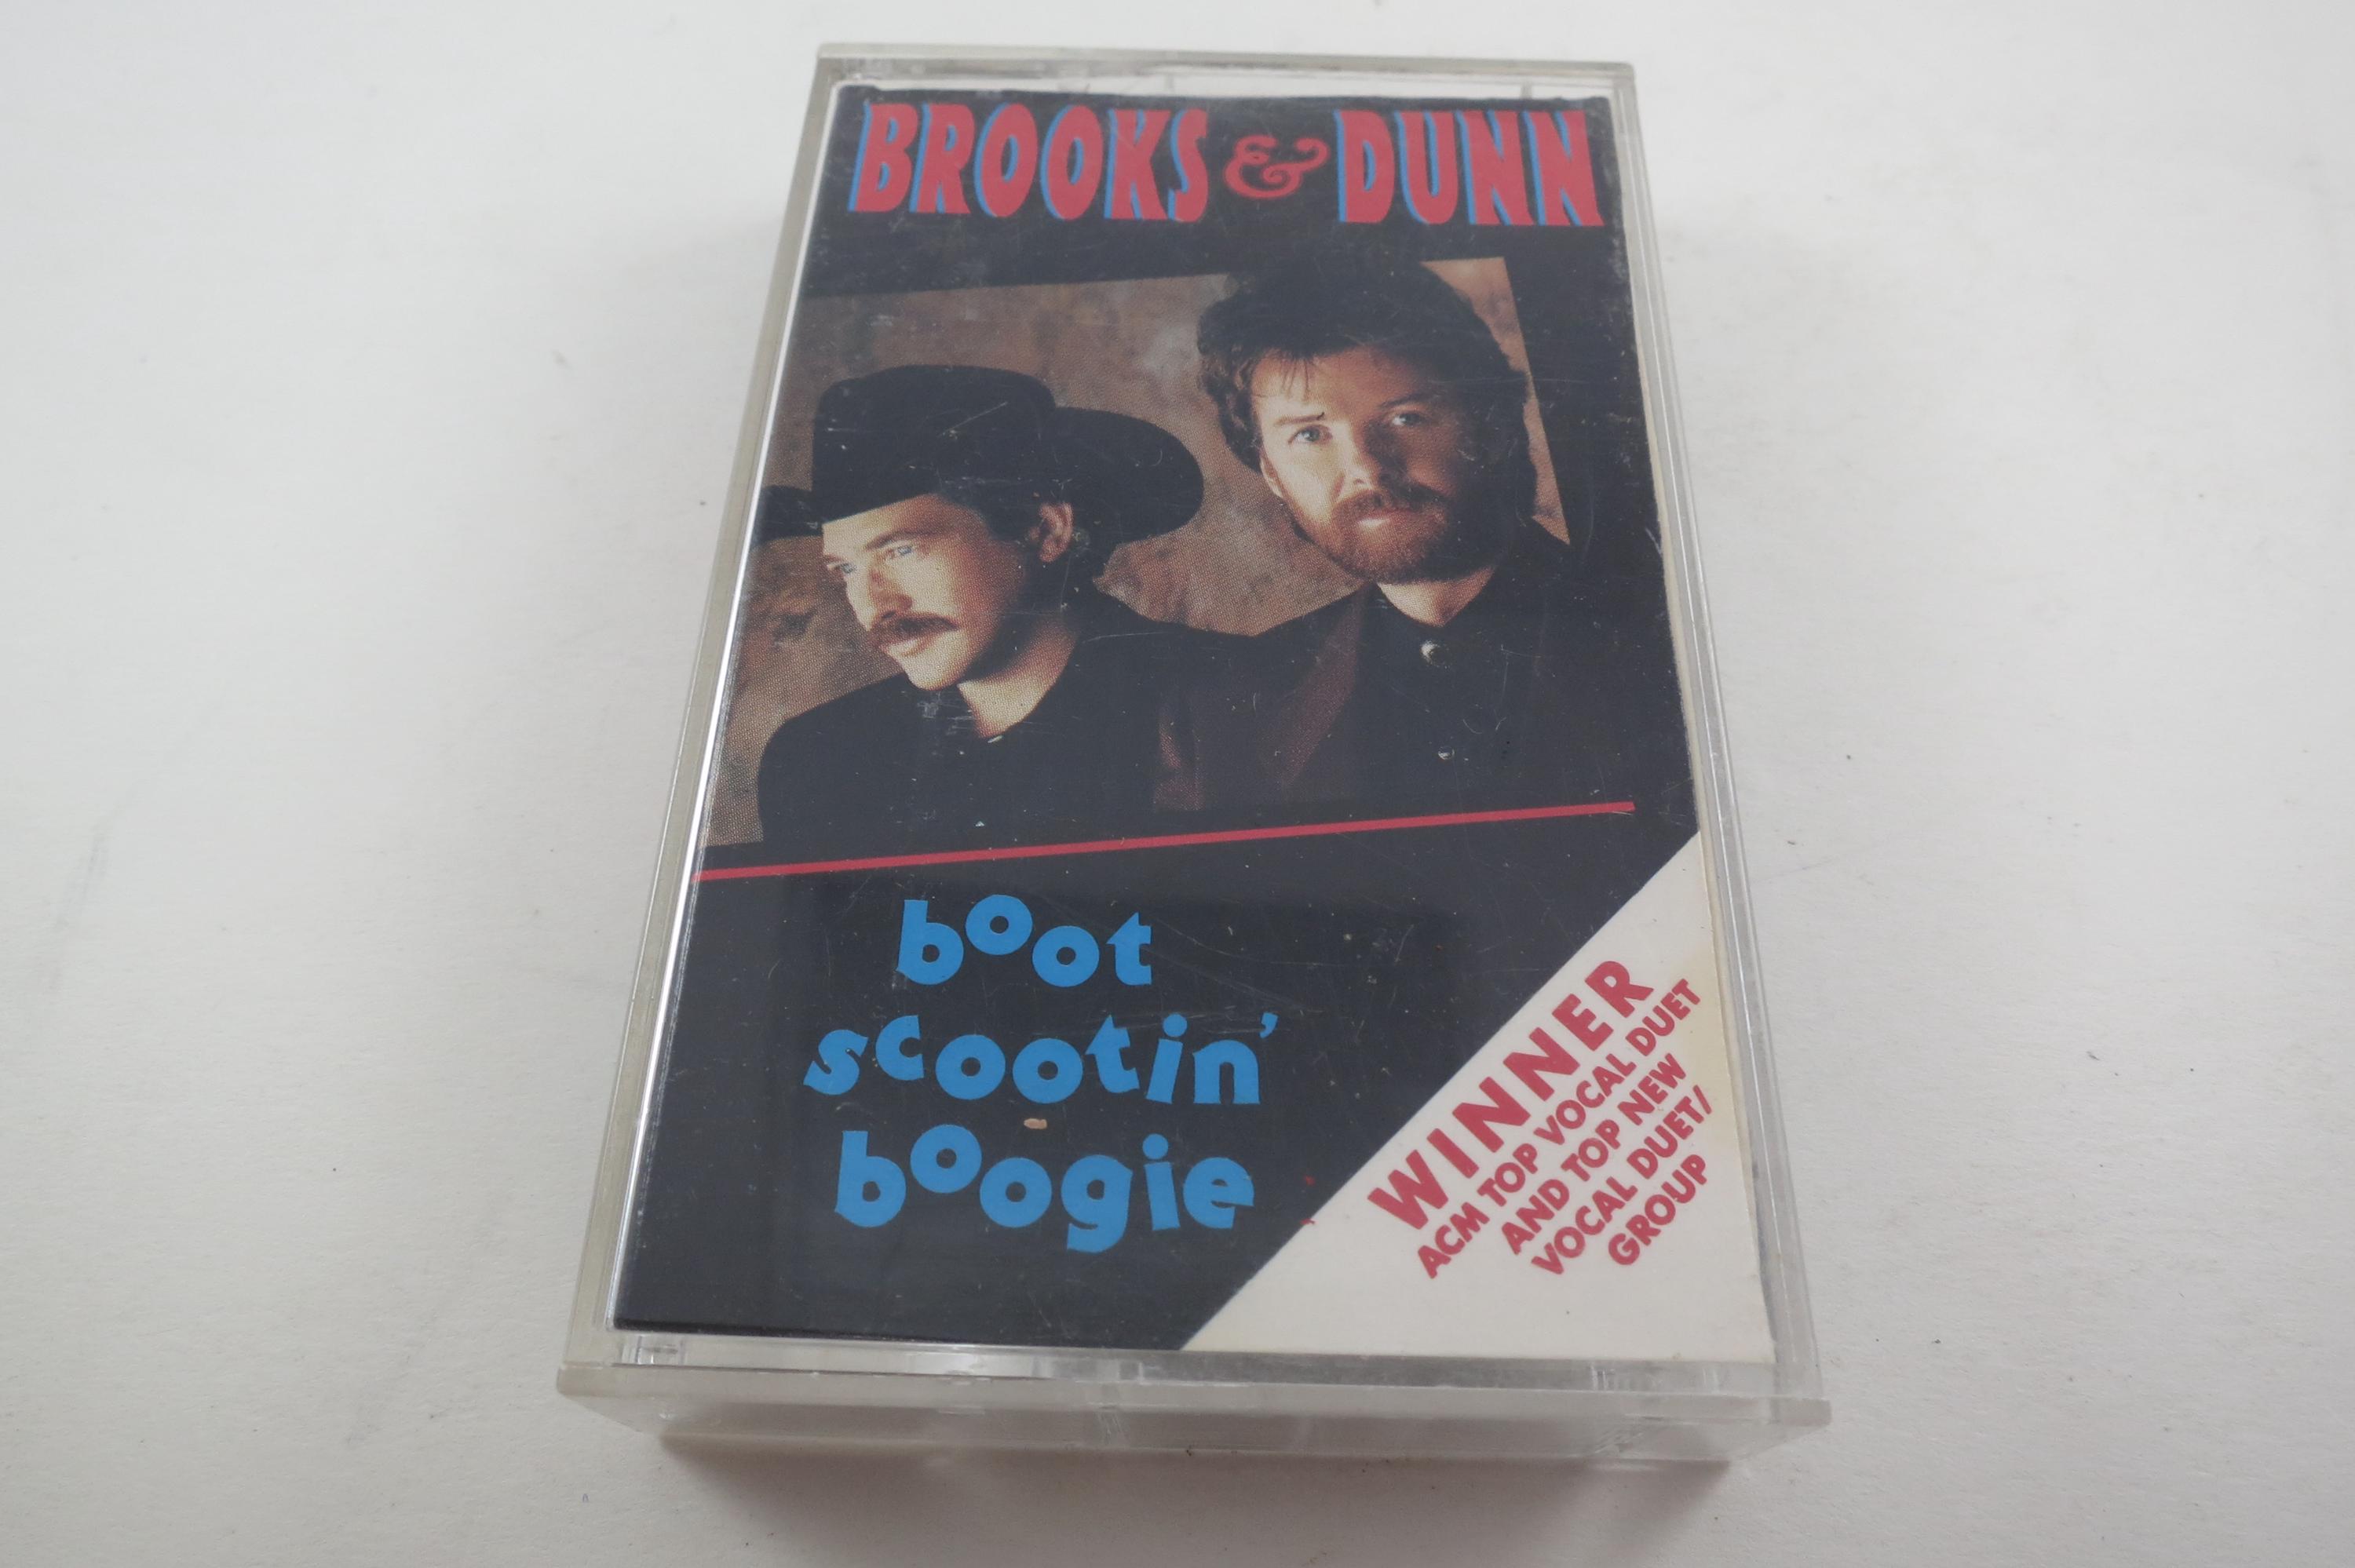 BROOKS & DUNN
boot
scootin'
boogie
WINNER
ACM TOP VOCAL DUET
AND TOP NEW
VOCAL DUET/
GROUP